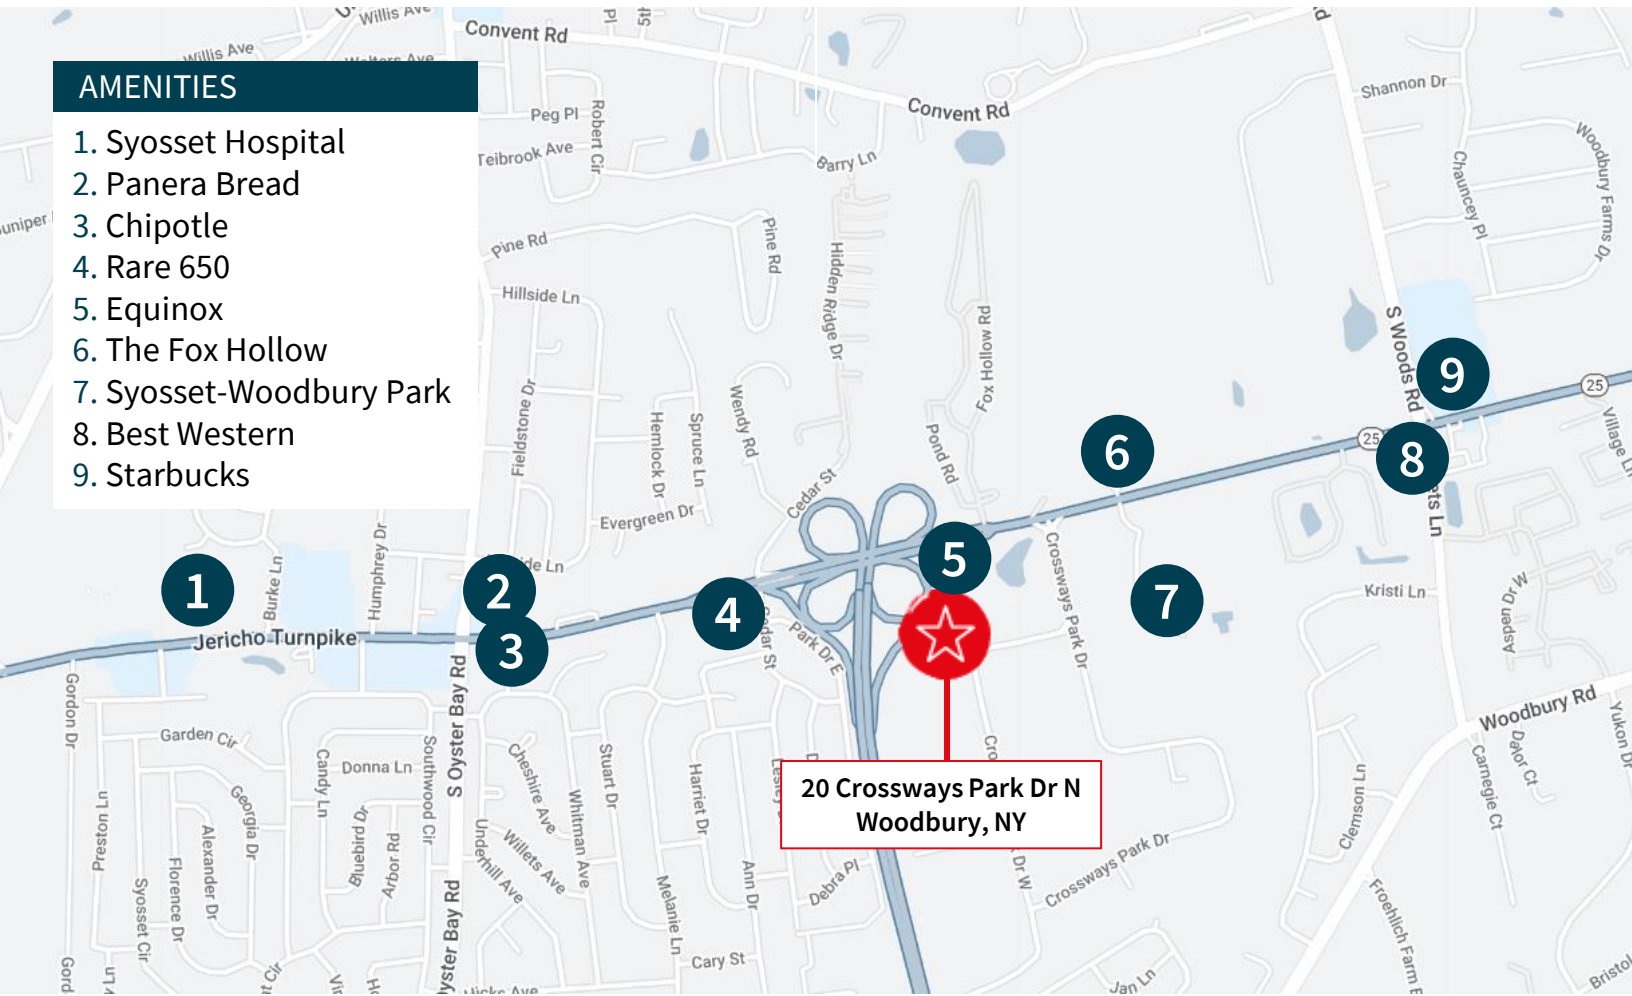 AMENITIES
1. Syosset Hospital
2. Panera Bread
3. Chipotle
4. Rare 650
5. Equinox
6. The Fox Hollow
7. Syosset-Woodbury Park
8. Best Western
9. Starbucks
Willis Ave
Willis Ave
Walters Ave
Pl
Convent Rd
Convent Rd
Peg Pl
Robert Cir
Teibrook Ave
Barry Ln
Shannon Dr
Woodbury Farms Dr
Chauncey Pl
Pine Rd
Pine Rd
Hidden Ridge Dr
Hillside Ln
Fox Hollow Rd
S Woods Rd
Fieldstone Dr
Hemlock Dr
Spruce Ln
Wendy Rd
Pond Rd
Cedar St
Evergreen Dr
25
25
Village Ln
9
8
6
5
7
4
1
2
3
Burke Ln
Humphrey Dr
Jericho Turnpike
Park Dr E
Crossways Park Dr
Kristi Ln
Aspen Dr W
Woodbury Rd
Yukon Dr
Gordon Dr
Garden Cir
S Oyster Bay Rd
Candy Ln
Donna Ln
Southwood Cir
Cheshire Ave
Stuart Dr
Harriet Dr
20 Crossways Park Dr N
Woodbury, NY
Carnegie Ct
Clemson Ln
Preston Ln
Georgia Dr
Alexander Dr
Florence Dr
Syosset Cir
Bluebird Dr
Arbor Rd
Underhill Ave
Willets Ave
Whitman Ave
Melanie Ln
Ann Dr
Debra Pl
Dr W
Crossways Park Dr
Cary St
Jan Ln